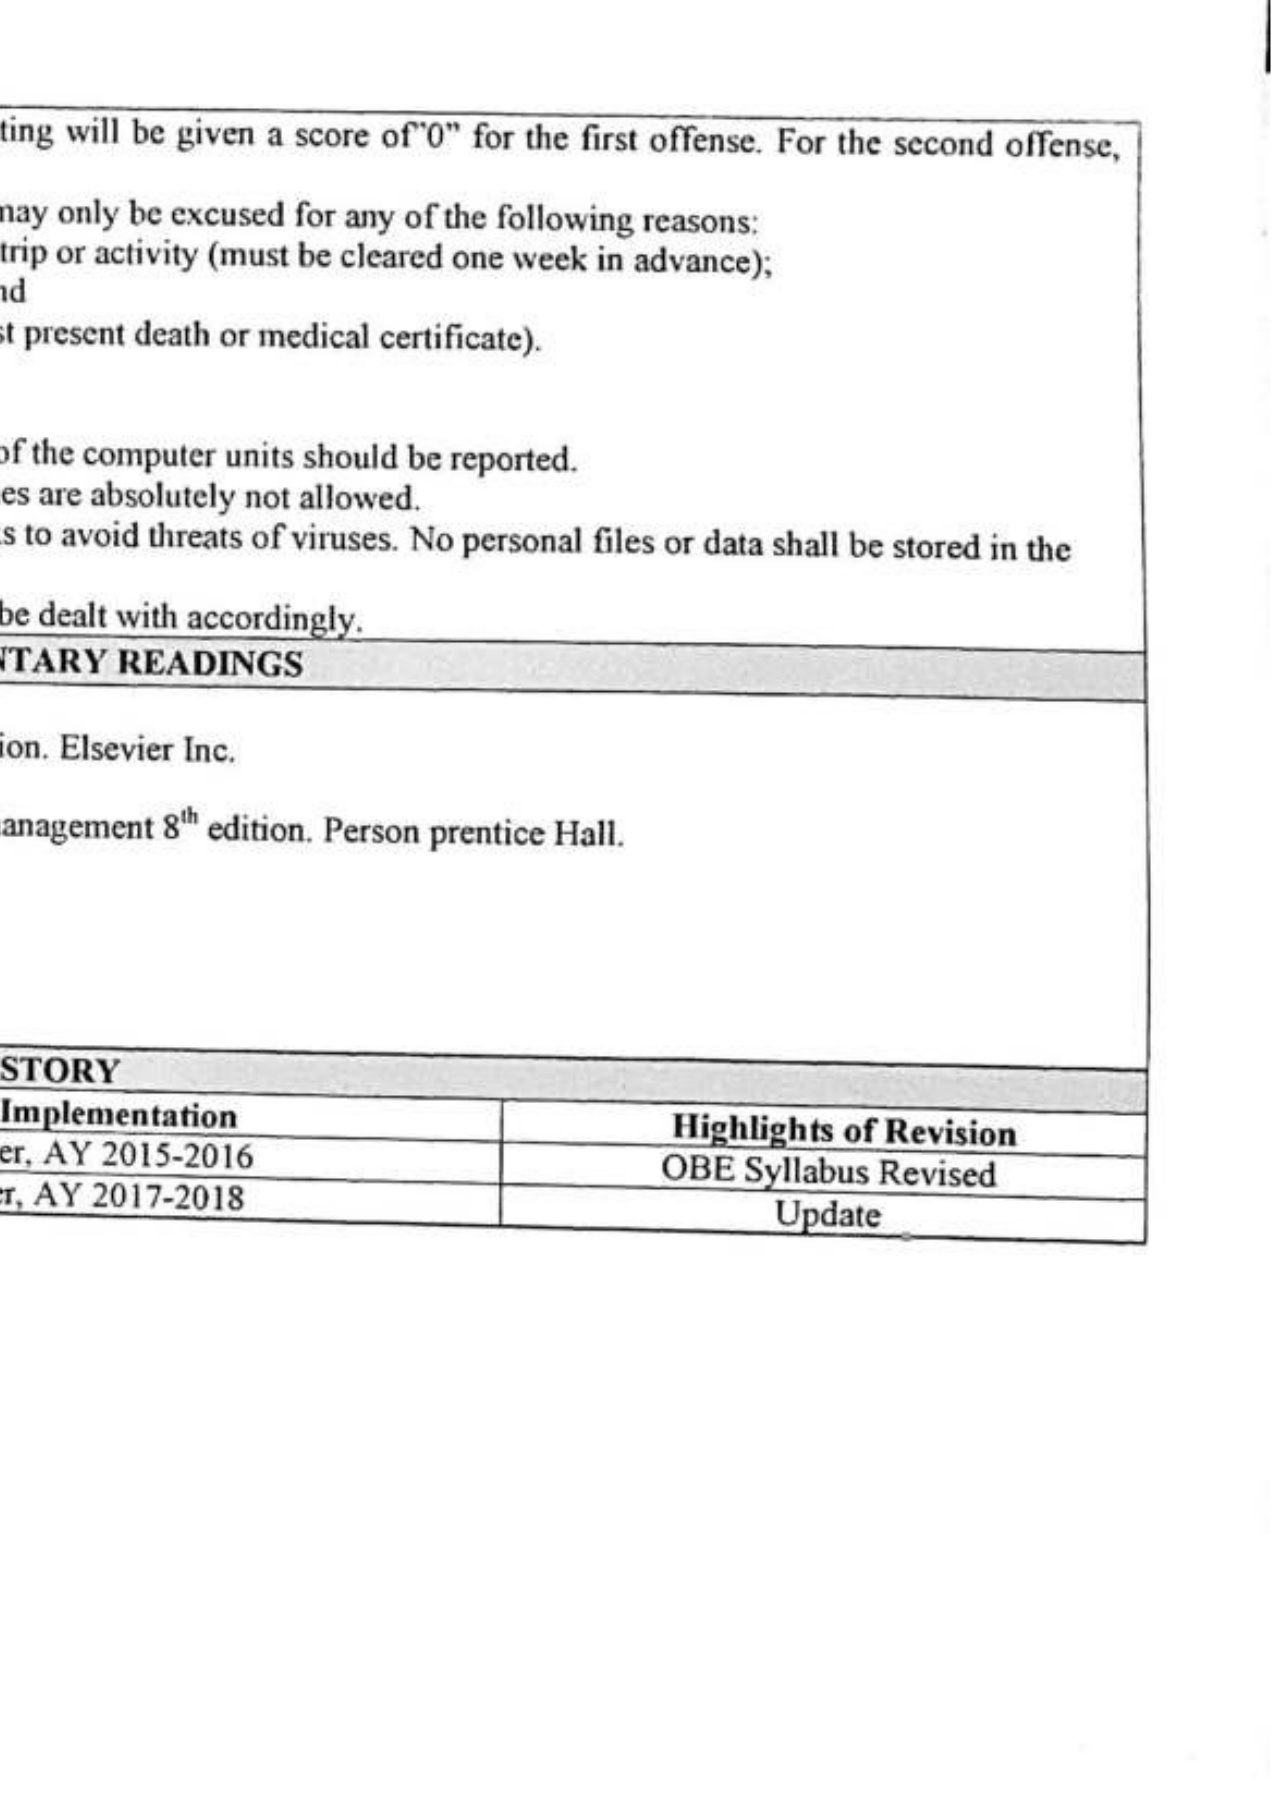 ting will be given a score of"0” for the first offense. For the second offense,
may only be excused for any of the following reasons:
trip or activity (must be cleared one week in advance);
nd
st present death or medical certificate).
of the computer units should be reported.
es are absolutely not allowed.
s to avoid threats of viruses. No personal files or data shall be stored in the
be dealt with accordingly.
NTARY READINGS
ion. Elsevier Inc.
anagement 8th edition. Person prentice Hall.
STORY
Implementation Highlights of Revision
er, AY 2015-2016 OBE Syllabus Revised
r, AY 2017-2018 Update